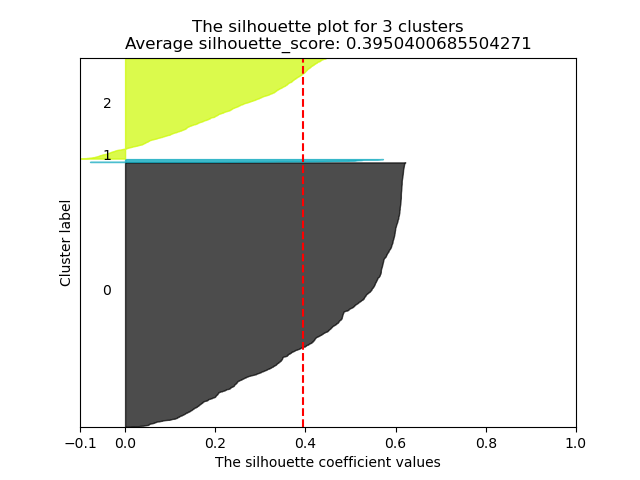 The silhouette plot for 3 clusters
Average silhouette_score: 0.3950400685504271
2
1
0
Cluster label
−0.1 0.0 0.2 0.4 0.6 0.8 1.0
The silhouette coefficient values